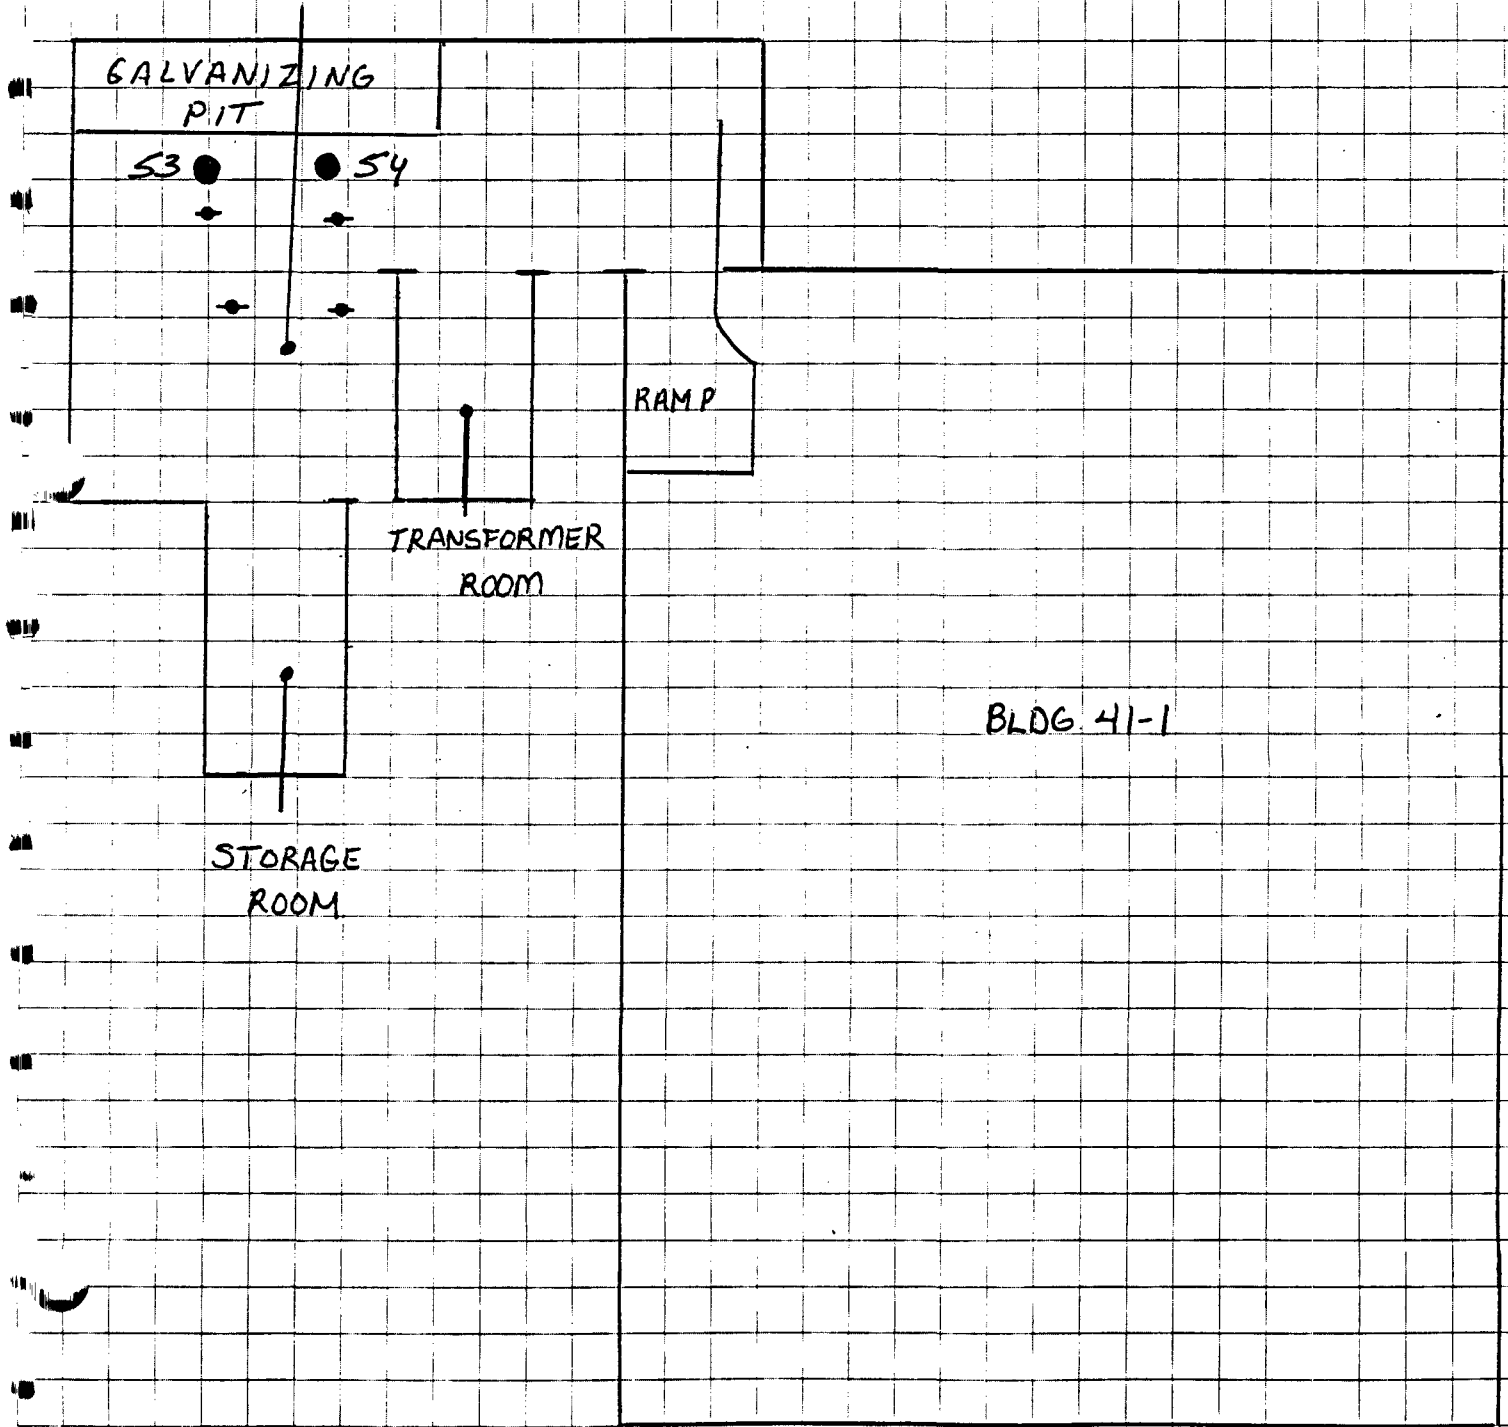 GALVANIZING
PIT
53
54
RAMP
TRANSFORMER
ROOM
BLDG. 41-1
STORAGE
ROOM